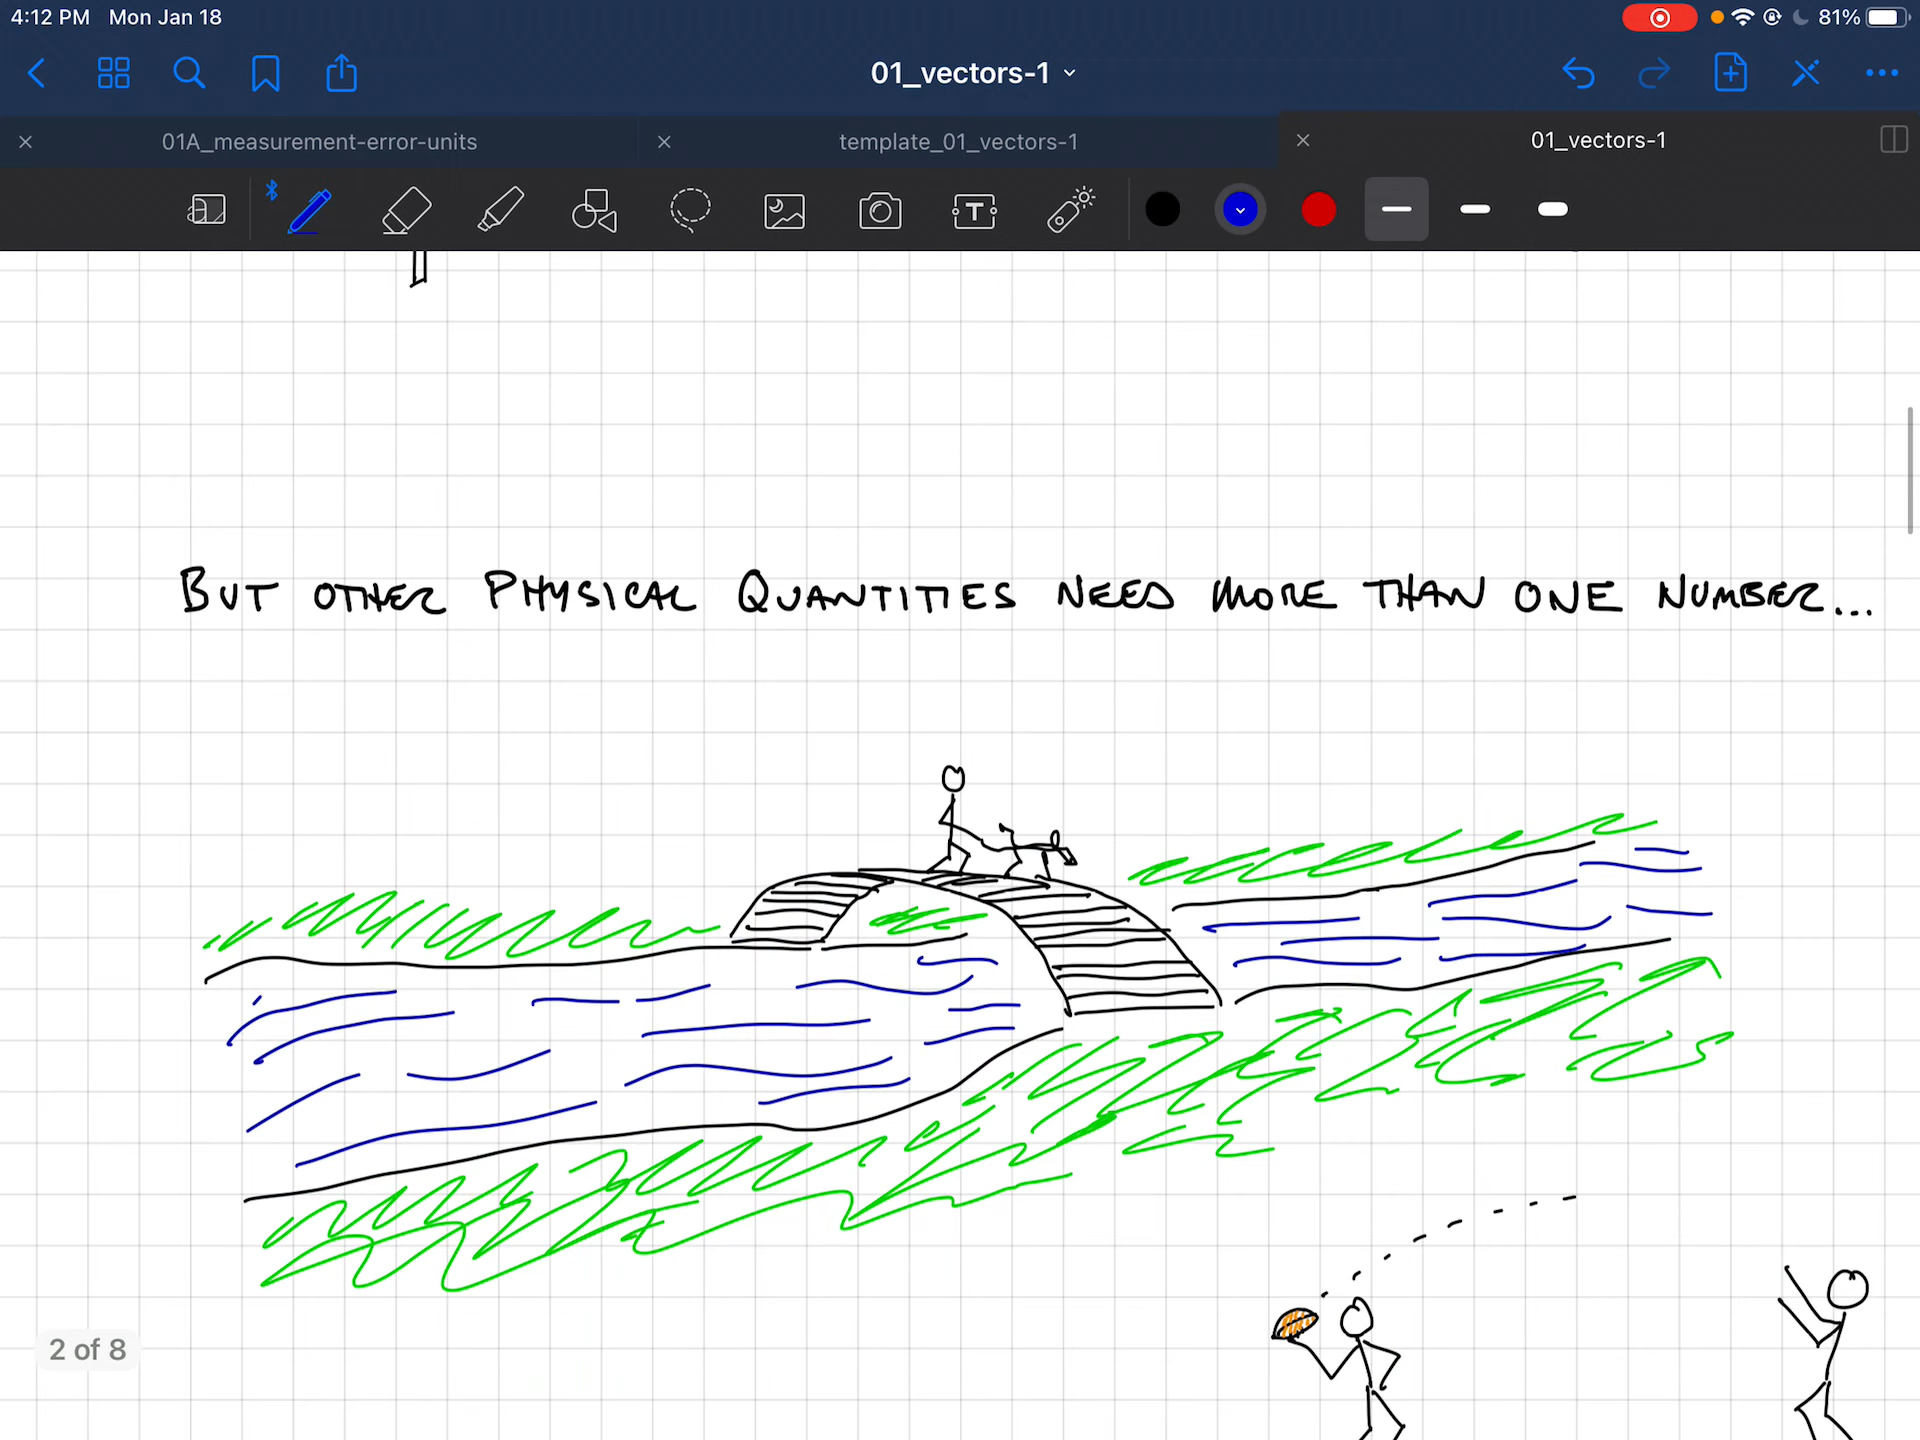 4:12 PM Mon Jan 18
81%
01_vectors-1
01A_measurement-error-units
template_01_vectors-1
01_vectors-1
T
BUT OTHER PHYSICAL QUANTITIES NEED MORE THAN ONE NUMBER...
2 of 8